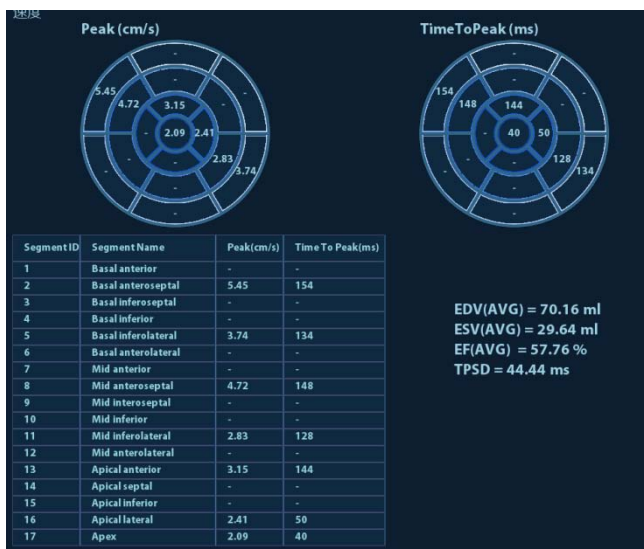 速度
Peak (cm/s)
TimeToPeak (ms)
-
5.45 - - -
4.72 3.15
- 2.09 2.41
2.83
- 3.74
-
- -
-
-
154 - - -
148 144
- 40 50
128
- 134
-
- -
-
Segment ID Segment Name Peak(cm/s) Time To Peak(ms)
1 Basal anterior - -
2 Basal anteroseptal 5.45 154
3 Basal inferoseptal - -
4 Basal inferior - -
5 Basal inferolateral 3.74 134
6 Basal anterolateral - -
7 Mid anterior - -
8 Mid anteroseptal 4.72 148
9 Mid interoseptal - -
10 Mid inferior - -
11 Mid inferolateral 2.83 128
12 Mid anterolateral - -
13 Apical anterior 3.15 144
14 Apical septal - -
15 Apical inferior - -
16 Apical lateral 2.41 50
17 Apex 2.09 40
EDV(AVG) = 70.16 ml
ESV(AVG) = 29.64 ml
EF(AVG) = 57.76 %
TPSD = 44.44 ms